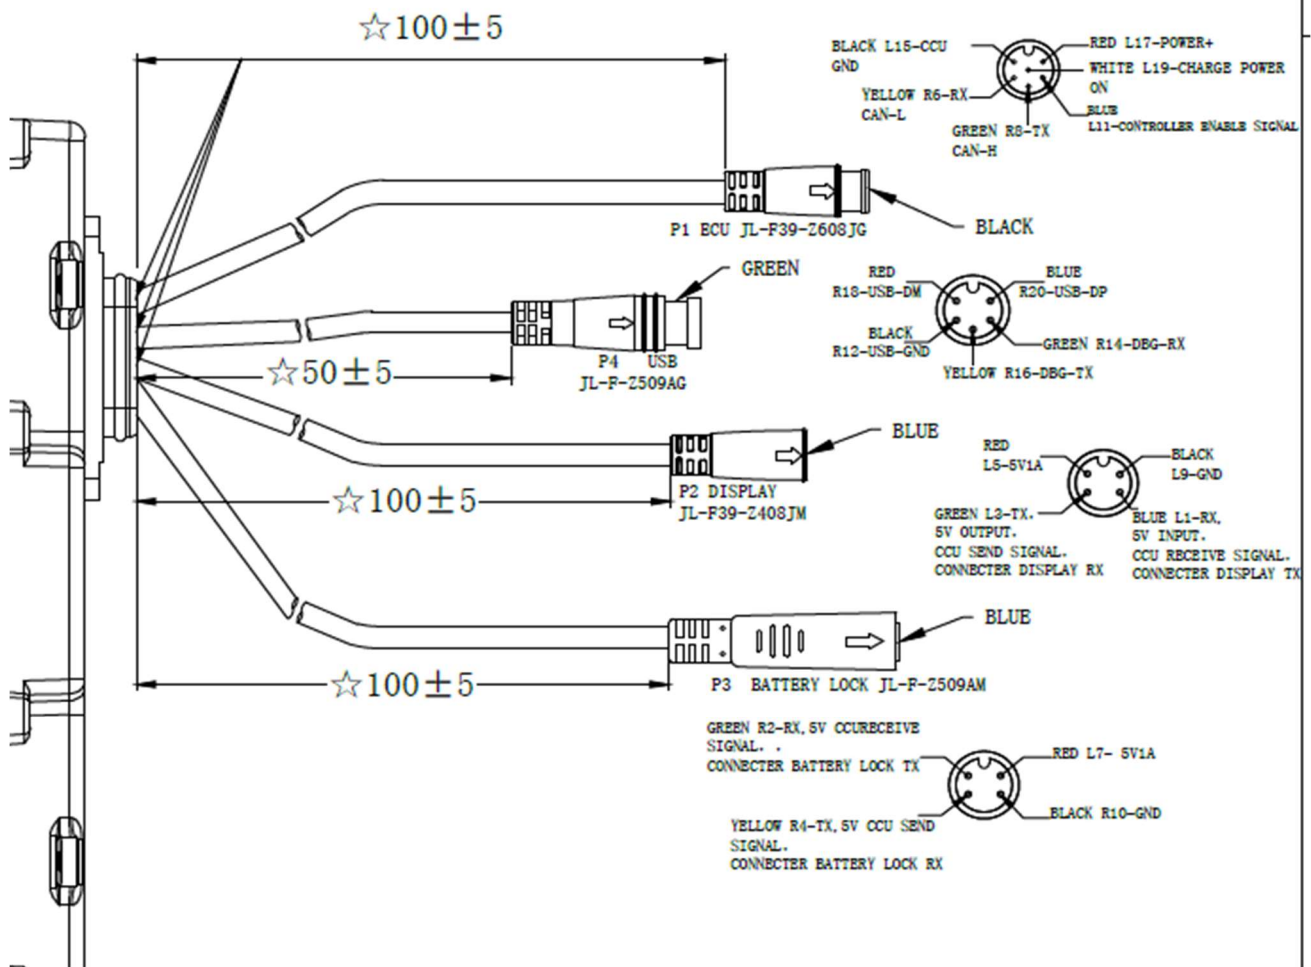 ☆100±5
BLACK L15-CCU
GND
RED L17-POWER+
WHITE L19-CHARGE POWER
ON
YELLOW R6-RX
CAN-L
BLUE
L11-CONTROLLER ENABLE SIGNAL
GREEN R8-TX
CAN-H
P1 ECU JL-F39-Z608JG
BLACK
GREEN
RED
R18-USB-DM
BLUE
R20-USB-DP
BLACK
R12-USB-GND
GREEN R14-DBG-RX
YELLOW R16-DBG-TX
P4 USB
JL-F-Z509AG
☆50±5
BLUE
RED
L5-5V1A
BLACK
L9-GND
P2 DISPLAY
JL-F39-Z408JM
☆100±5
GREEN L3-TX.
5V OUTPUT.
CCU SEND SIGNAL.
CONNECTER DISPLAY RX
BLUE L1-RX,
5V INPUT.
CCU RECEIVE SIGNAL.
CONNECTER DISPLAY TX
BLUE
☆100±5
P3 BATTERY LOCK JL-F-Z509AM
GREEN R2-RX, 5V CCURECEIVE
SIGNAL. .
CONNECTER BATTERY LOCK TX
RED L7- 5V1A
BLACK R10-GND
YELLOW R4-TX, 5V CCU SEND
SIGNAL.
CONNECTER BATTERY LOCK RX